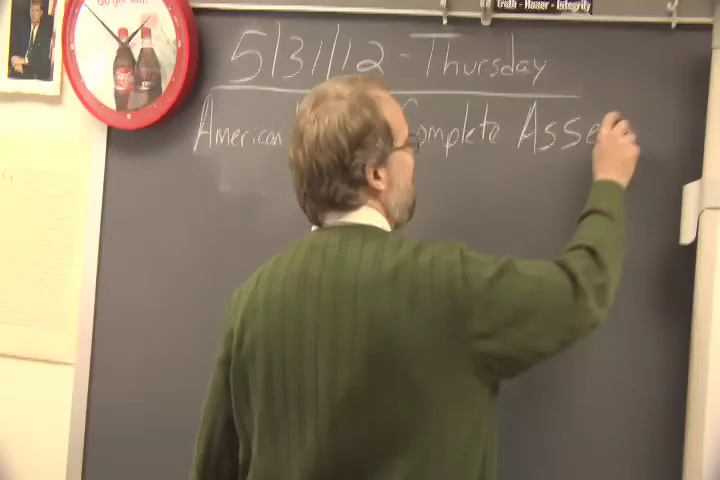 Truth - Honor - Integrity
5/31/12 - Thursday
American Complete Asse